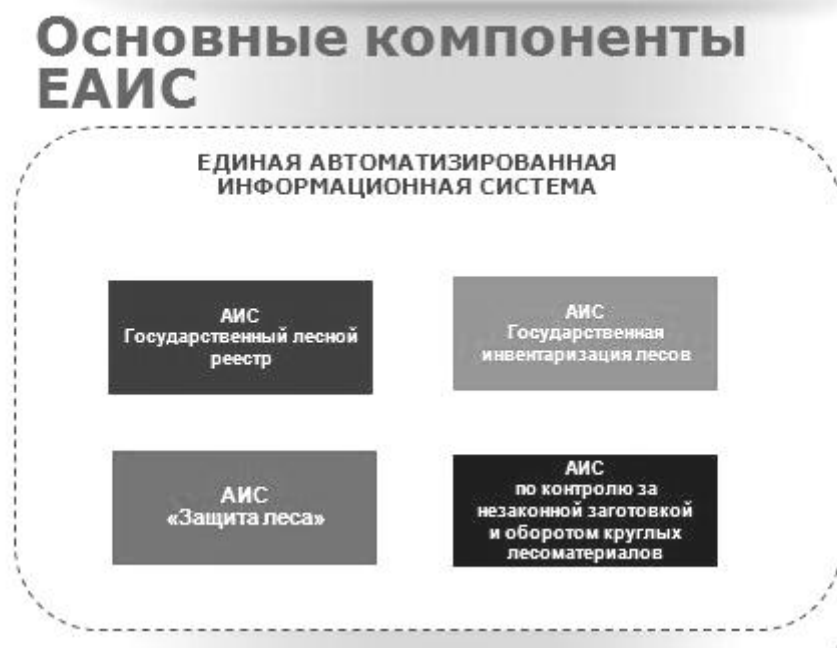 Основные компоненты
ЕАИС
ЕДИНАЯ АВТОМАТИЗИРОВАННАЯ
ИНФОРМАЦИОННАЯ СИСТЕМА
АИС
Государственный лесной
реестр
АИС
Государственная
инвентаризация лесов
АИС
«Защита леса»
АИС
по контролю за
незаконной заготовкой
и оборотом круглых
лесоматериалов